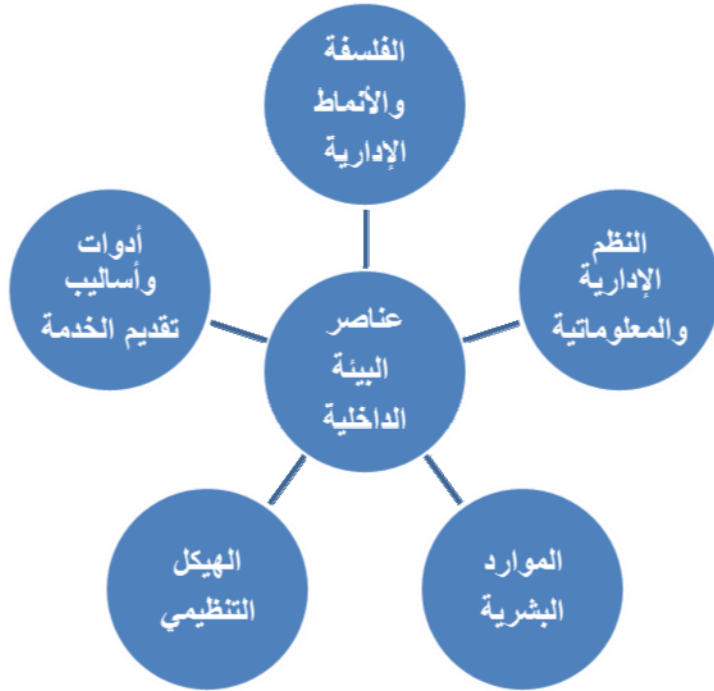 الفلسفة
والأنماط
الإدارية
النظم
الإدارية
والمعلوماتية
أدوات
وأساليب
تقديم الخدمة
عناصر
البيئة
الداخلية
الموارد
البشرية
الهيكل
التنظيمي